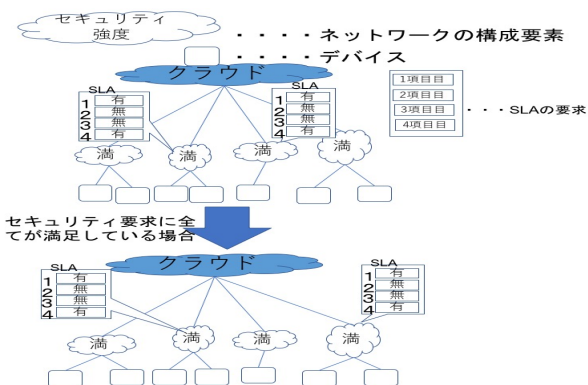 セキュリティ
強度
・・・・ネットワークの構成要素
・・・・デバイス
クラウド
SLA
1 有
2 無
3 無
4 有
SLA
1 有
2 無
3 無
4 有
1項目目
2項目目
3項目目
4項目目
・・・SLAの要求
満
満
満
満
セキュリティ要求に全
てが満足している場合
クラウド
SLA
1 有
2 無
3 無
4 有
SLA
1 有
2 無
3 無
4 有
満
満
満
満